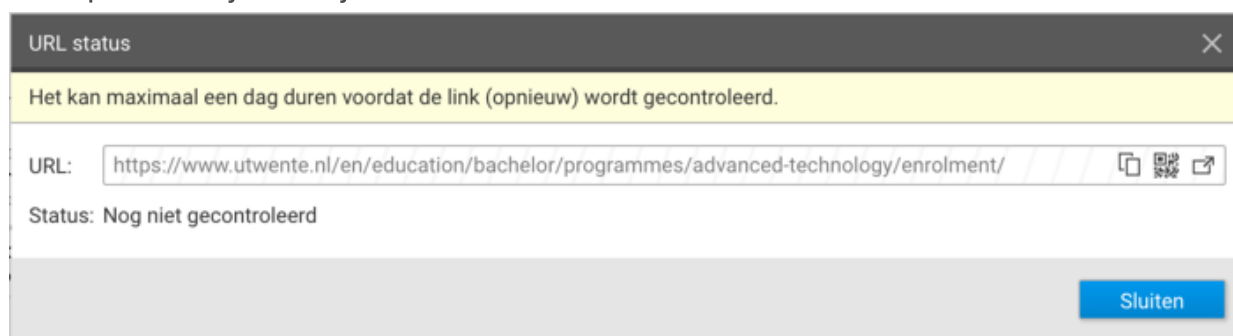 URL status
Het kan maximaal een dag duren voordat de link (opnieuw) wordt gecontroleerd.
URL: https://www.utwente.nl/en/education/bachelor/programmes/advanced-technology/enrolment/
Status: Nog niet gecontroleerd
Sluiten